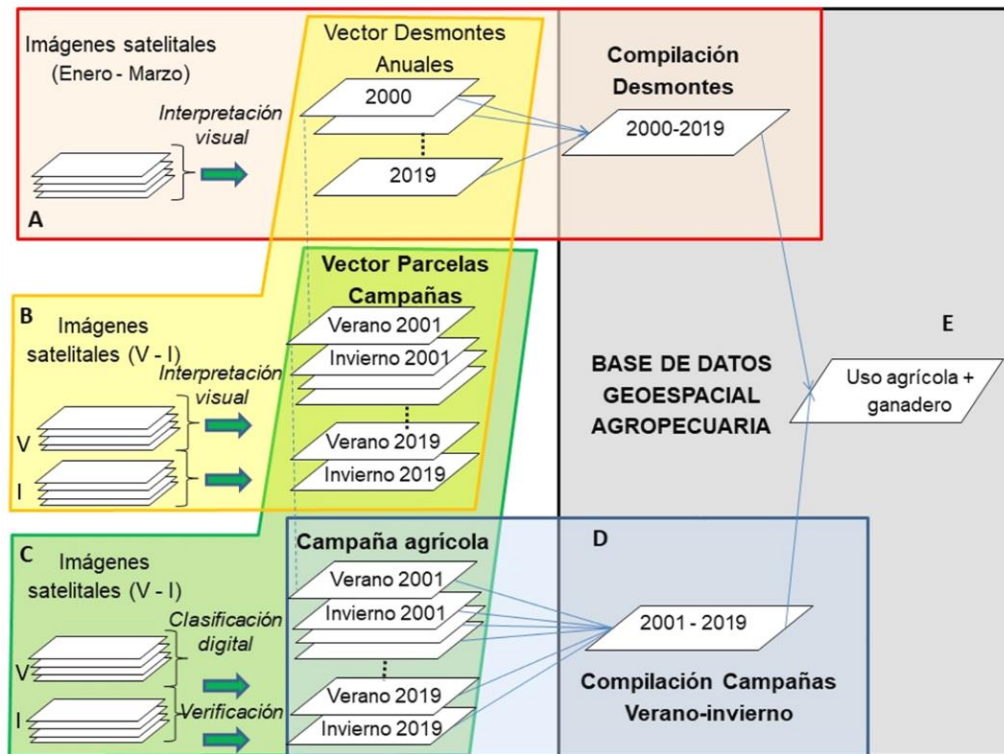 Imágenes satelitales
(Enero - Marzo)
Interpretación
visual
A
Vector Desmontes
Anuales
2000
2019
Compilación
Desmontes
2000-2019
B
Imágenes
satelitales (V - I)
Interpretación
visual
V
I
Vector Parcelas
Campañas
Verano 2001
Invierno 2001
Verano 2019
Invierno 2019
BASE DE DATOS
GEOESPACIAL
AGROPECUARIA
E
Uso agrícola +
ganadero
C
Imágenes
satelitales (V - I)
Clasificación
digital
Verificación
V
I
Campaña agrícola
Verano 2001
Invierno 2001
Verano 2019
Invierno 2019
D
2001 - 2019
Compilación Campañas
Verano-invierno